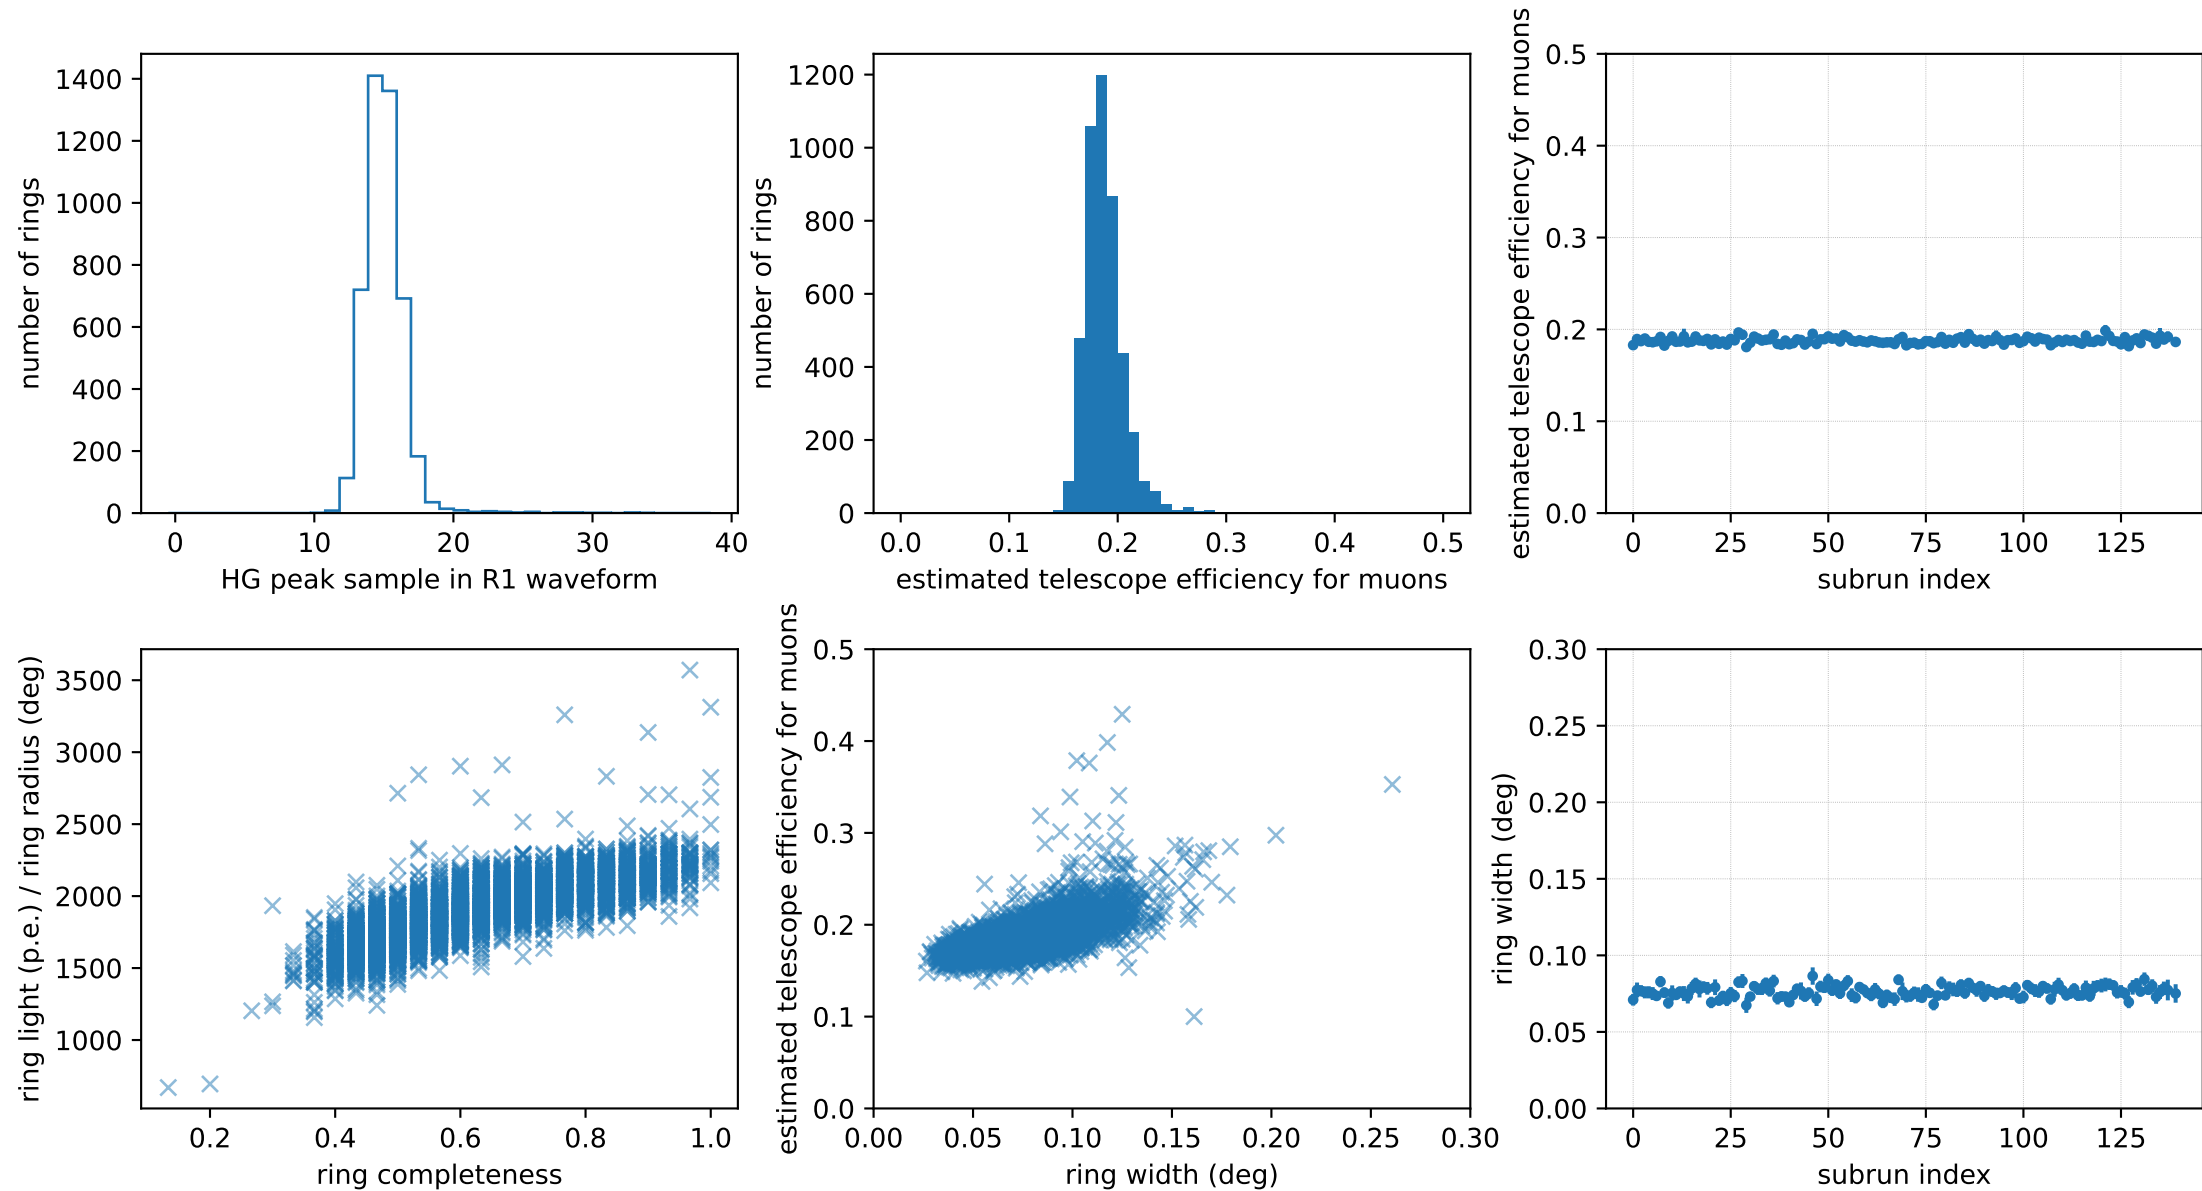 number of rings
1400
1200
1000
800
600
400
200
0
0 10 20 30 40
HG peak sample in R1 waveform
number of rings
1200
1000
800
600
400
200
0
0.0 0.1 0.2 0.3 0.4 0.5
estimated telescope efficiency for muons
estimated telescope efficiency for muons
0.5
0.4
0.3
0.2
0.1
0.0
0 25 50 75 100 125
subrun index
ring light (p.e.) / ring radius (deg)
3500
3000
2500
2000
1500
1000
0.2 0.4 0.6 0.8 1.0
ring completeness
estimated telescope efficiency for muons
0.5
0.4
0.3
0.2
0.1
0.0
0.00 0.05 0.10 0.15 0.20 0.25 0.30
ring width (deg)
ring width (deg)
0.30
0.25
0.20
0.15
0.10
0.05
0.00
0 25 50 75 100 125
subrun index